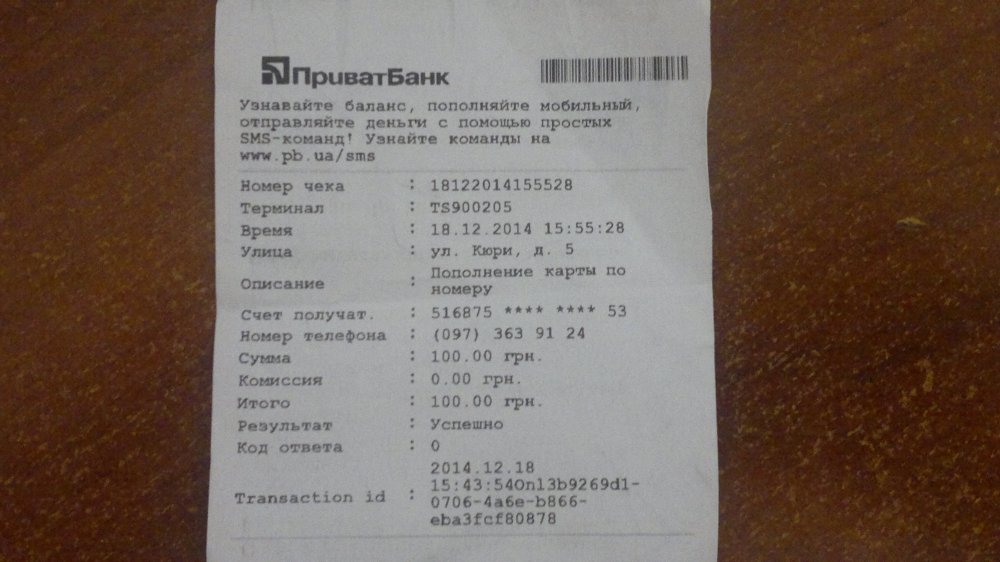 ПриватБанк
Узнавайте баланс, пополняйте мобильный,
отправляйте деньги с помощью простых
SMS-команд! Узнайте команды на
www.pb.ua/sms
Номер чека : 18122014155528
Терминал : TS900205
Время : 18.12.2014 15:55:28
Улица : ул. Кюри, д. 5
Описание : Пополнение карты по
номеру
Счет получат. : 516875 **** **** 53
Номер телефона : (097) 363 91 24
Сумма : 100.00 грн.
Комиссия : 0.00 грн.
Итого : 100.00 грн.
Результат : Успешно
Код ответа : 0
2014.12.18
Transaction id : 15:43:54On13b9269d1-
0706-4a6e-b866-
eba3fcf80878